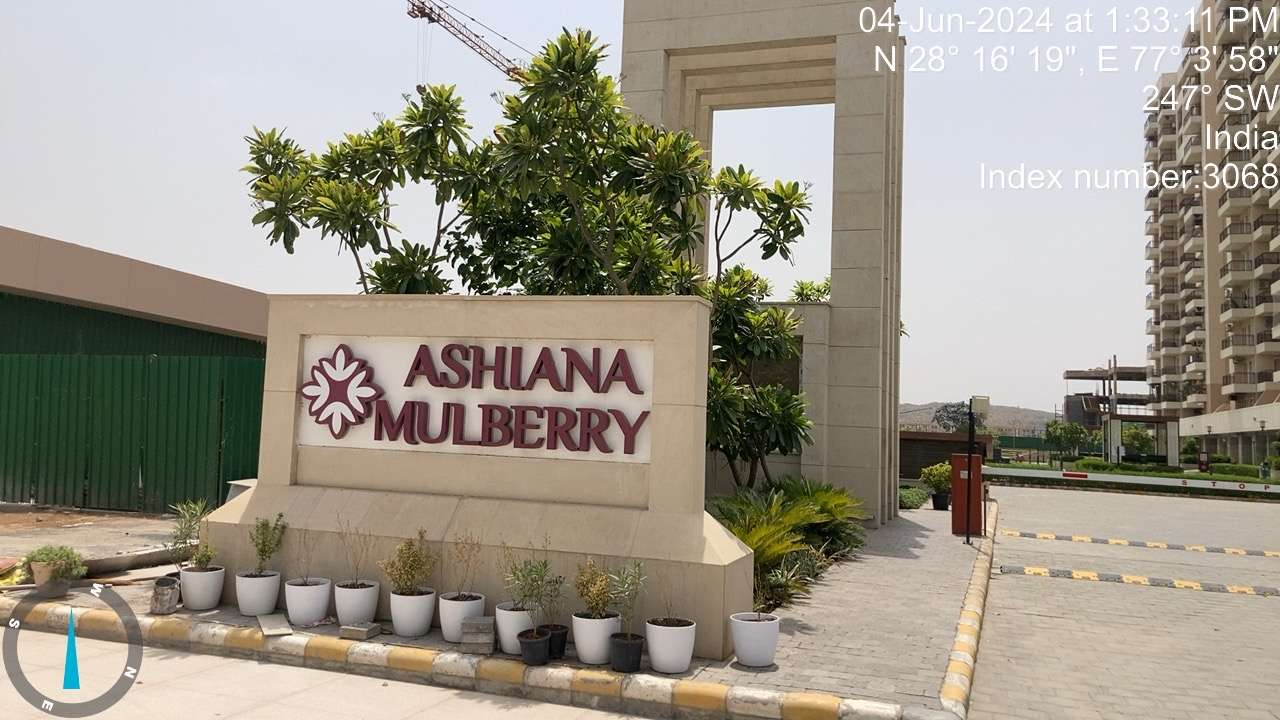 04-Jun-2024 at 1:33:11 PM
N 28° 16' 19", E 77° 3' 58"
247° SW
India
Index number:3068
ASHIANA
MULBERRY
STOP
W
S
N
E